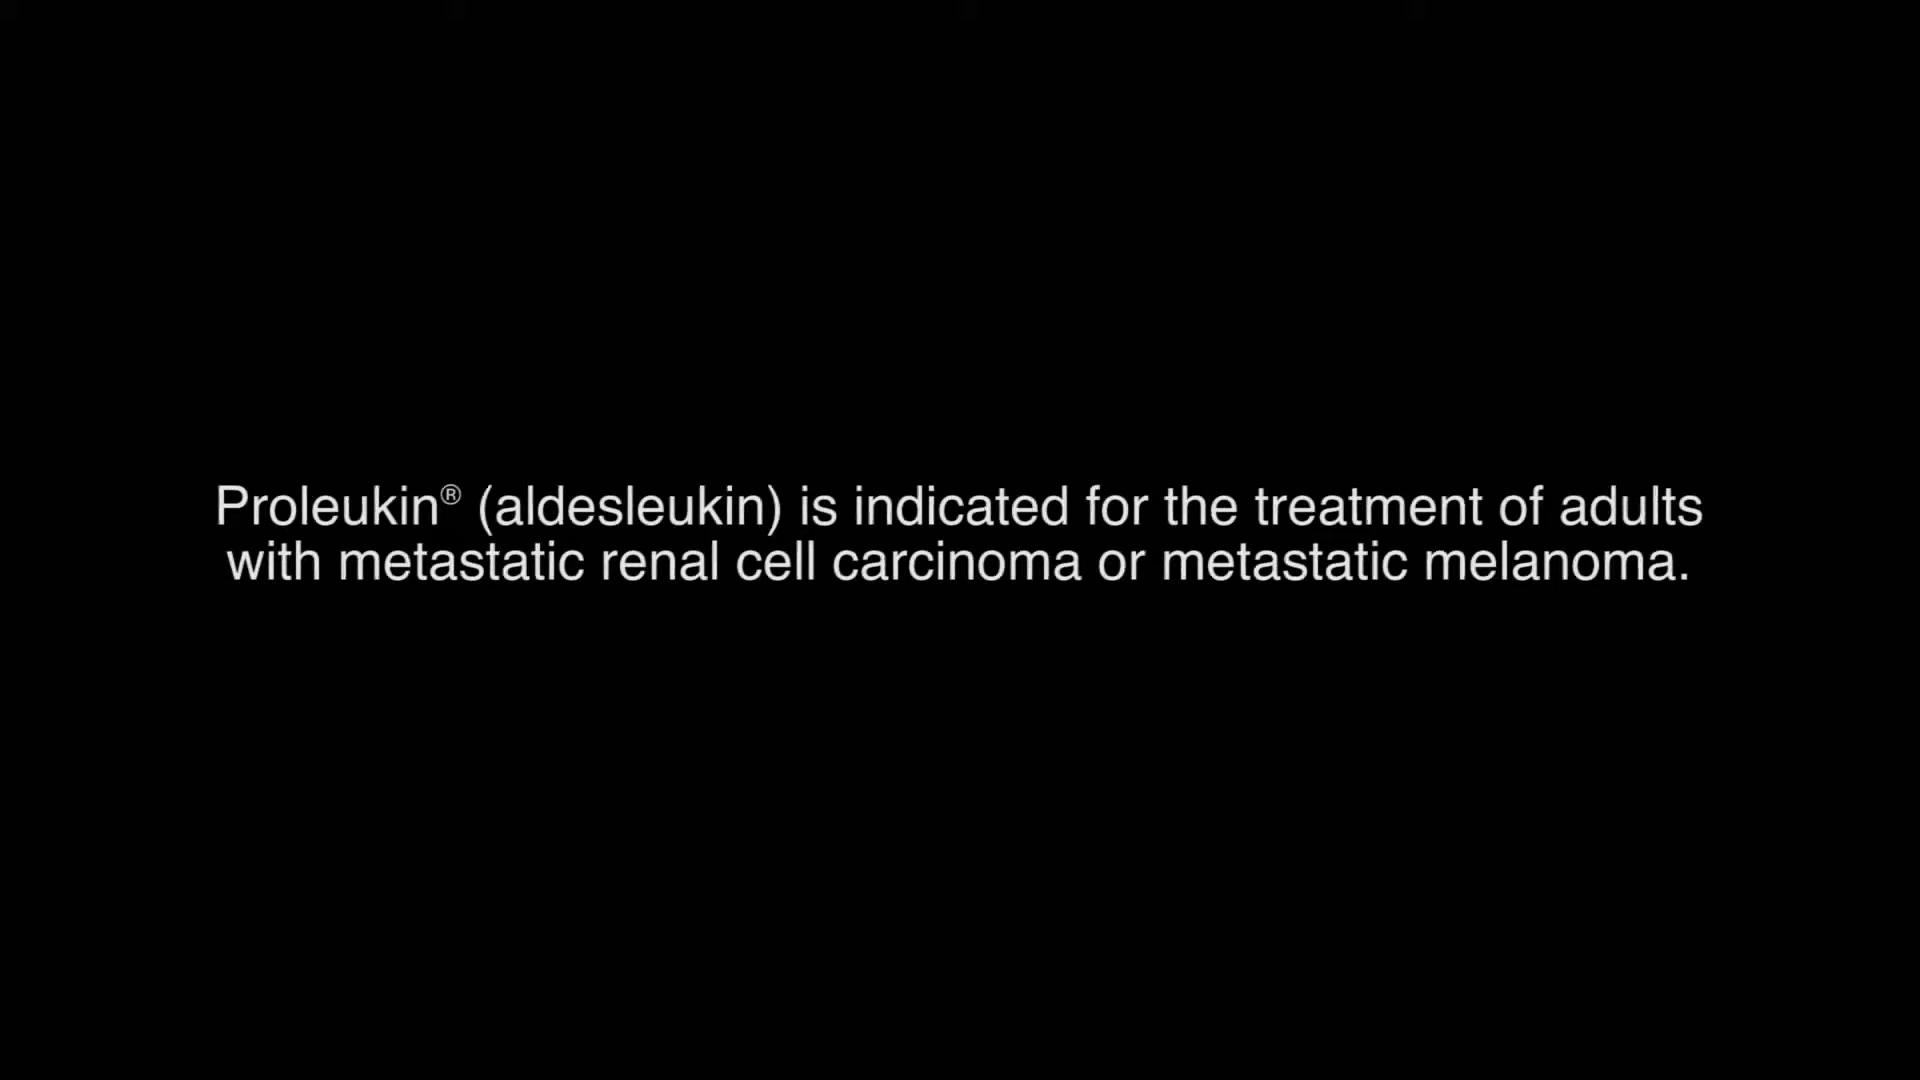 Proleukin® (aldesleukin) is indicated for the treatment of adults
with metastatic renal cell carcinoma or metastatic melanoma.